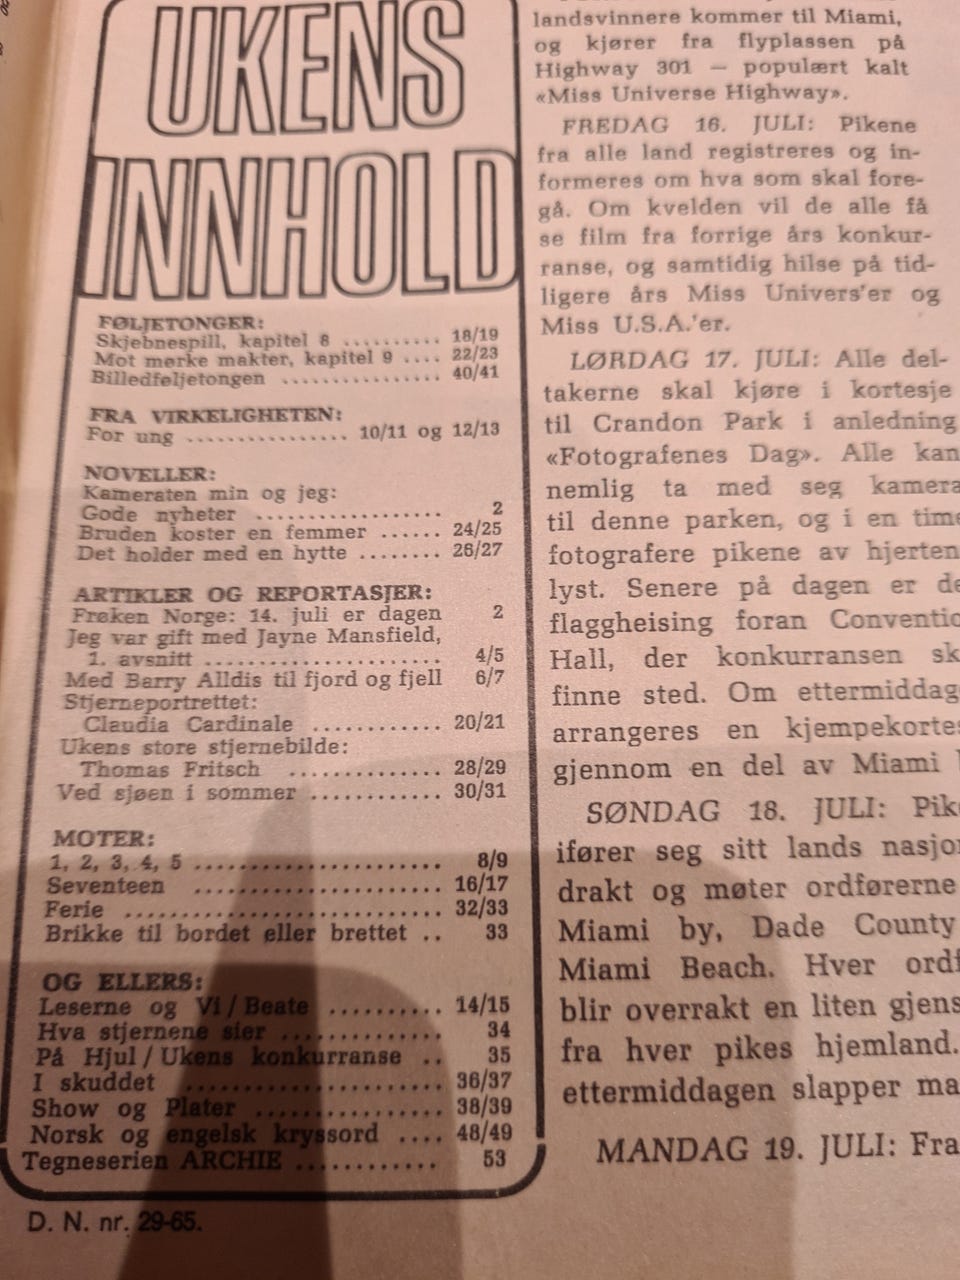 UKENS
INNHOLD
FØLJETONGER:
Skjebnespill, kapitel 8 .......... 18/19
Mot mørke makter, kapitel 9 .... 22/23
Billedføljetongen ................ 40/41
FRA VIRKELIGHETEN:
For ung ................ 10/11 og 12/13
NOVELLER:
Kameraten min og jeg:
Gode nyheter .................. 2
Bruden koster en femmer ...... 24/25
Det holder med en hytte ........ 26/27
ARTIKLER OG REPORTASJER:
Frøken Norge: 14. juli er dagen 2
Jeg var gift med Jayne Mansfield,
1. avsnitt ....................... 4/5
Med Barry Alldis til fjord og fjell 6/7
Stjerneportrettet:
Claudia Cardinale ............ 20/21
Ukens store stjernebilde:
Thomas Fritsch .............. 28/29
Ved sjøen i sommer ............ 30/31
MOTER:
1, 2, 3, 4, 5 ....................... 8/9
Seventeen ....................... 16/17
Ferie ............................ 32/33
Brikke til bordet eller brettet .. 33
OG ELLERS:
Leserne og Vi / Beate .......... 14/15
Hva stjernene sier .............. 34
På Hjul / Ukens konkurranse .. 35
I skuddet ....................... 36/37
Show og Plater ................ 38/39
Norsk og engelsk kryssord .... 48/49
Tegneserien ARCHIE ............ 53
D. N. nr. 29-65.
landsvinnere kommer til Miami,
og kjører fra flyplassen på
Highway 301 — populært kalt
«Miss Universe Highway».
FREDAG 16. JULI: Pikene
fra alle land registreres og in-
formeres om hva som skal fore-
gå. Om kvelden vil de alle få
se film fra forrige års konkur-
ranse, og samtidig hilse på tid-
ligere års Miss Univers'er og
Miss U.S.A.'er.
LØRDAG 17. JULI: Alle del-
takerne skal kjøre i kortesje
til Crandon Park i anledning
«Fotografenes Dag». Alle kan
nemlig ta med seg kamera
til denne parken, og i en time
fotografere pikene av hjerten
lyst. Senere på dagen er de
flaggheising foran Conventio
Hall, der konkurransen sk
finne sted. Om ettermiddag
arrangeres en kjempekortes
gjennom en del av Miami
SØNDAG 18. JULI: Pik
ifører seg sitt lands nasjo
drakt og møter ordførerne
Miami by, Dade County
Miami Beach. Hver ordf
blir overrakt en liten gjens
fra hver pikes hjemland.
ettermiddagen slapper ma
MANDAG 19. JULI: Fra